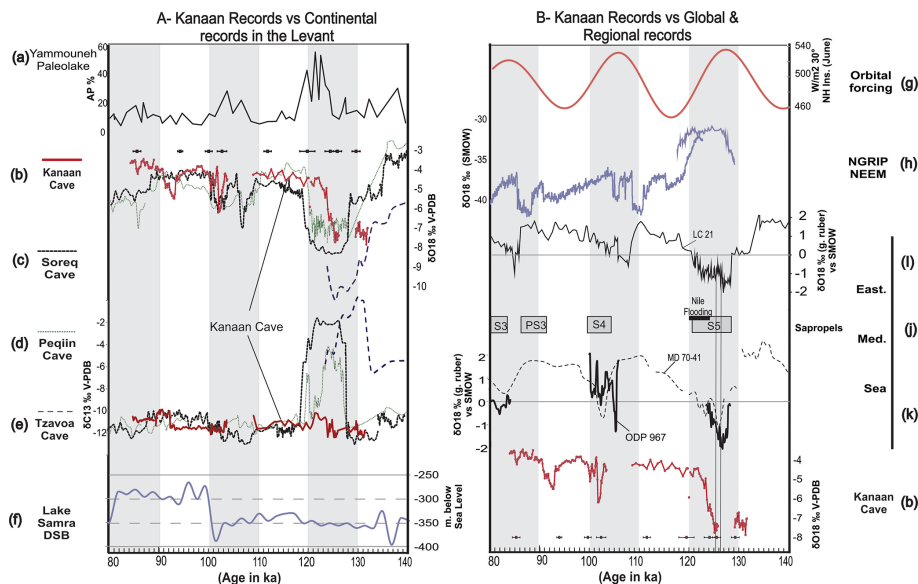 A- Kanaan Records vs Continental
records in the Levant
B- Kanaan Records vs Global &
Regional records
(a)
Yammouneh
Paleolake
AP %
60
40
20
0
(b)
Kanaan
Cave
-3
-4
-5
-6
-7
-8
-9
-10
δO18 ‰ V-PDB
(c)
Soreq
Cave
Kanaan Cave
(d)
Peqiin
Cave
-2
-6
-10
-12
δC13 ‰ V-PDB
(e)
Tzavoa
Cave
(f)
Lake
Samra
DSB
-250
-300
-350
-400
m. below
Sea Level
80 90 100 110 120 130 140
(Age in ka)
540
500
460
W/m2 30°
NH Ins. (June)
(g)
Orbital
forcing
-30
-35
-40
δO18 ‰ (SMOW)
(h)
NGRIP
NEEM
LC 21
2
1
0
-1
-2
δO18 ‰ (g. ruber)
vs SMOW
(l)
East.
Nile
Flooding
S3 PS3 S4 S5
Sapropels
(j)
Med.
MD 70-41
2
1
0
-1
-2
δO18 ‰ (g. ruber)
vs SMOW
ODP 967
Sea
(k)
-4
-5
-6
-7
-8
δO18 ‰ V-PDB
Kanaan
Cave
(b)
80 90 100 110 120 130 140
(Age in ka)